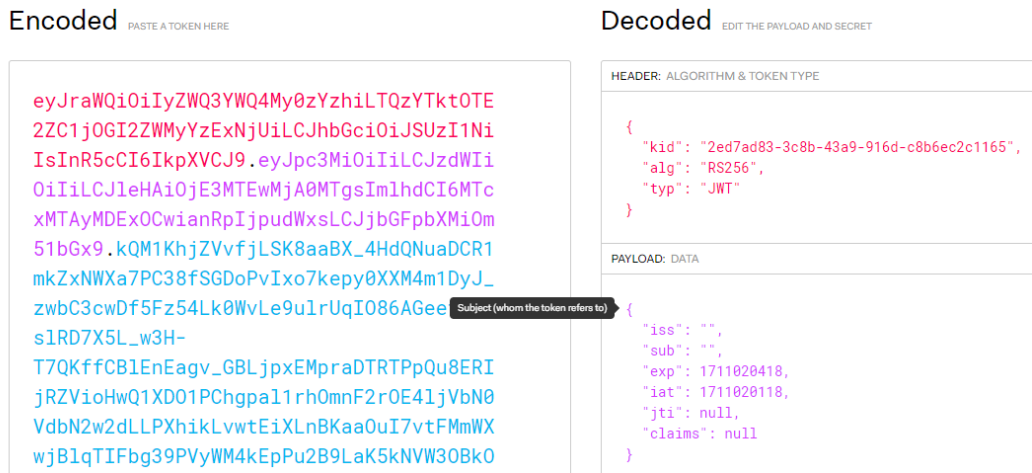 Encoded PASTE A TOKEN HERE
eyJraWQiOiIyZWQ3YWQ4My0zYzhiLTQzYTktOTE
2ZC1jOGI2ZWMyYzExNjUiLCJhbGciOiJSUzI1Ni
IsInR5cCI6IkpXVCJ9.eyJpc3MiOiIiLCJzdWIi
OiIiLCJleHAiOjE3MTEwMjA0MTgsImlhdCI6MTc
xMTAyMDExOCwianRpIjpudWxsLCJjbGFpbXMiOm
51bGx9.kQM1KhjZVvfjLSK8aaBX_4HdQNuaDCR1
mkZxNWXa7PC38fSGDoPvIxo7kepy0XXM4m1DyJ_
zwbC3cwDf5Fz54Lk0WvLe9ulrUqIO86AGee
slRD7X5L_w3H-
T7QKffCBlEnEagv_GBLjpxEMpraDTRTPpQu8ERI
jRZVioHwQ1XDO1PChgpal1rhOmnF2rOE4ljVbN0
VdbN2w2dLLPXhikLvwtEiXLnBKaaOuI7vtFMmWX
wjBlqTIFbg39PVyWM4kEpPu2B9LaK5kNVW3OBkO
Subject (whom the token refers to)
Decoded EDIT THE PAYLOAD AND SECRET
HEADER: ALGORITHM & TOKEN TYPE
{
"kid": "2ed7ad83-3c8b-43a9-916d-c8b6ec2c1165",
"alg": "RS256",
"typ": "JWT"
}
PAYLOAD: DATA
{
"iss": "",
"sub": "",
"exp": 1711020418,
"iat": 1711020118,
"jti": null,
"claims": null
}